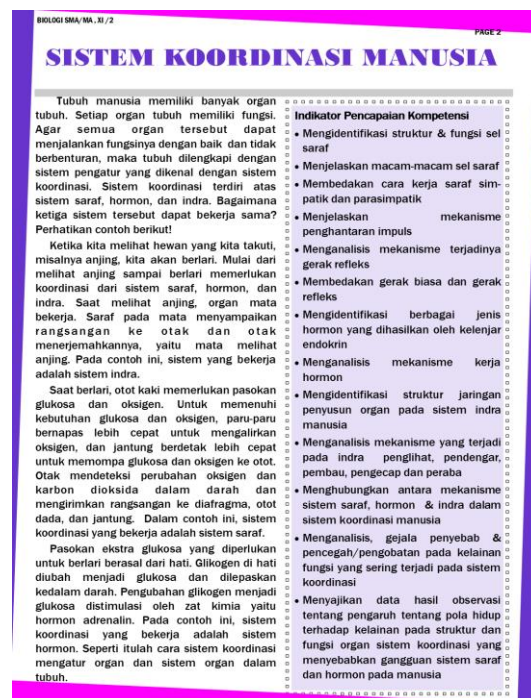 BIOLOGI SMA/MA , XI /2
PAGE 2
SISTEM KOORDINASI MANUSIA
Tubuh manusia memiliki banyak organ
tubuh. Setiap organ tubuh memiliki fungsi.
Agar semua organ tersebut dapat
menjalankan fungsinya dengan baik dan tidak
berbenturan, maka tubuh dilengkapi dengan
sistem pengatur yang dikenal dengan sistem
koordinasi. Sistem koordinasi terdiri atas
sistem saraf, hormon, dan indra. Bagaimana
ketiga sistem tersebut dapat bekerja sama?
Perhatikan contoh berikut!
Ketika kita melihat hewan yang kita takuti,
misalnya anjing, kita akan berlari. Mulai dari
melihat anjing sampai berlari memerlukan
koordinasi dari sistem saraf, hormon, dan
indra. Saat melihat anjing, organ mata
bekerja. Saraf pada mata menyampaikan
rangsangan ke otak dan otak
menerjemahkannya, yaitu mata melihat
anjing. Pada contoh ini, sistem yang bekerja
adalah sistem indra.
Saat berlari, otot kaki memerlukan pasokan
glukosa dan oksigen. Untuk memenuhi
kebutuhan glukosa dan oksigen, paru-paru
bernapas lebih cepat untuk mengalirkan
oksigen, dan jantung berdetak lebih cepat
untuk memompa glukosa dan oksigen ke otot.
Otak mendeteksi perubahan oksigen dan
karbon dioksida dalam darah dan
mengirimkan rangsangan ke diafragma, otot
dada, dan jantung. Dalam contoh ini, sistem
koordinasi yang bekerja adalah sistem saraf.
Pasokan ekstra glukosa yang diperlukan
untuk berlari berasal dari hati. Glikogen di hati
diubah menjadi glukosa dan dilepaskan
kedalam darah. Pengubahan glikogen menjadi
glukosa distimulasi oleh zat kimia yaitu
hormon adrenalin. Pada contoh ini, sistem
koordinasi yang bekerja adalah sistem
hormon. Seperti itulah cara sistem koordinasi
mengatur organ dan sistem organ dalam
tubuh.
Indikator Pencapaian Kompetensi
• Mengidentifikasi struktur & fungsi sel
saraf
• Menjelaskan macam-macam sel saraf
• Membedakan cara kerja saraf sim-
patik dan parasimpatik
• Menjelaskan mekanisme
penghantaran impuls
• Menganalisis mekanisme terjadinya
gerak refleks
• Membedakan gerak biasa dan gerak
refleks
• Mengidentifikasi berbagai jenis
hormon yang dihasilkan oleh kelenjar
endokrin
• Menganalisis mekanisme kerja
hormon
• Mengidentifikasi struktur jaringan
penyusun organ pada sistem indra
manusia
• Menganalisis mekanisme yang terjadi
pada indra penglihat, pendengar,
pembau, pengecap dan peraba
• Menghubungkan antara mekanisme
sistem saraf, hormon & indra dalam
sistem koordinasi manusia
• Menganalisis, gejala penyebab &
pencegah/pengobatan pada kelainan
fungsi yang sering terjadi pada sistem
koordinasi
• Menyajikan data hasil observasi
tentang pengaruh tentang pola hidup
terhadap kelainan pada struktur dan
fungsi organ sistem koordinasi yang
menyebabkan gangguan sistem saraf
dan hormon pada manusia